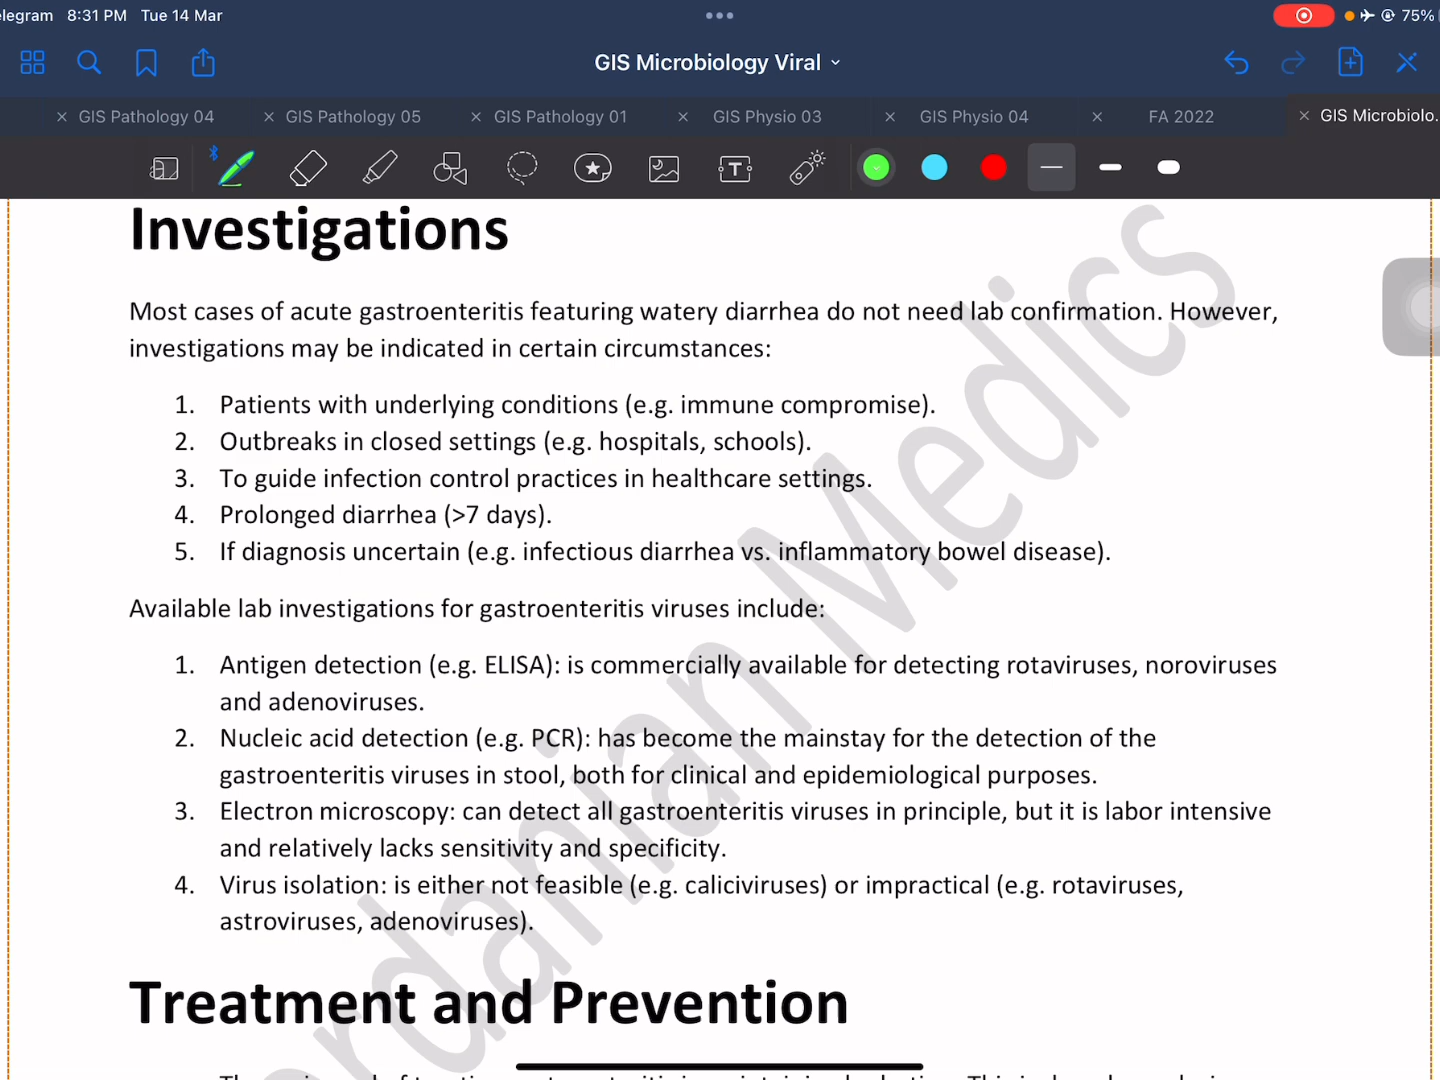 elegram 8:31 PM Tue 14 Mar
75%
GIS Microbiology Viral
GIS Pathology 04
GIS Pathology 05
GIS Pathology 01
GIS Physio 03
GIS Physio 04
FA 2022
GIS Microbiolo.
T
Investigations
Most cases of acute gastroenteritis featuring watery diarrhea do not need lab confirmation. However,
investigations may be indicated in certain circumstances:
1. Patients with underlying conditions (e.g. immune compromise).
2. Outbreaks in closed settings (e.g. hospitals, schools).
3. To guide infection control practices in healthcare settings.
4. Prolonged diarrhea (>7 days).
5. If diagnosis uncertain (e.g. infectious diarrhea vs. inflammatory bowel disease).
Available lab investigations for gastroenteritis viruses include:
1. Antigen detection (e.g. ELISA): is commercially available for detecting rotaviruses, noroviruses
and adenoviruses.
2. Nucleic acid detection (e.g. PCR): has become the mainstay for the detection of the
gastroenteritis viruses in stool, both for clinical and epidemiological purposes.
3. Electron microscopy: can detect all gastroenteritis viruses in principle, but it is labor intensive
and relatively lacks sensitivity and specificity.
4. Virus isolation: is either not feasible (e.g. caliciviruses) or impractical (e.g. rotaviruses,
astroviruses, adenoviruses).
Treatment and Prevention
rdanian Medics